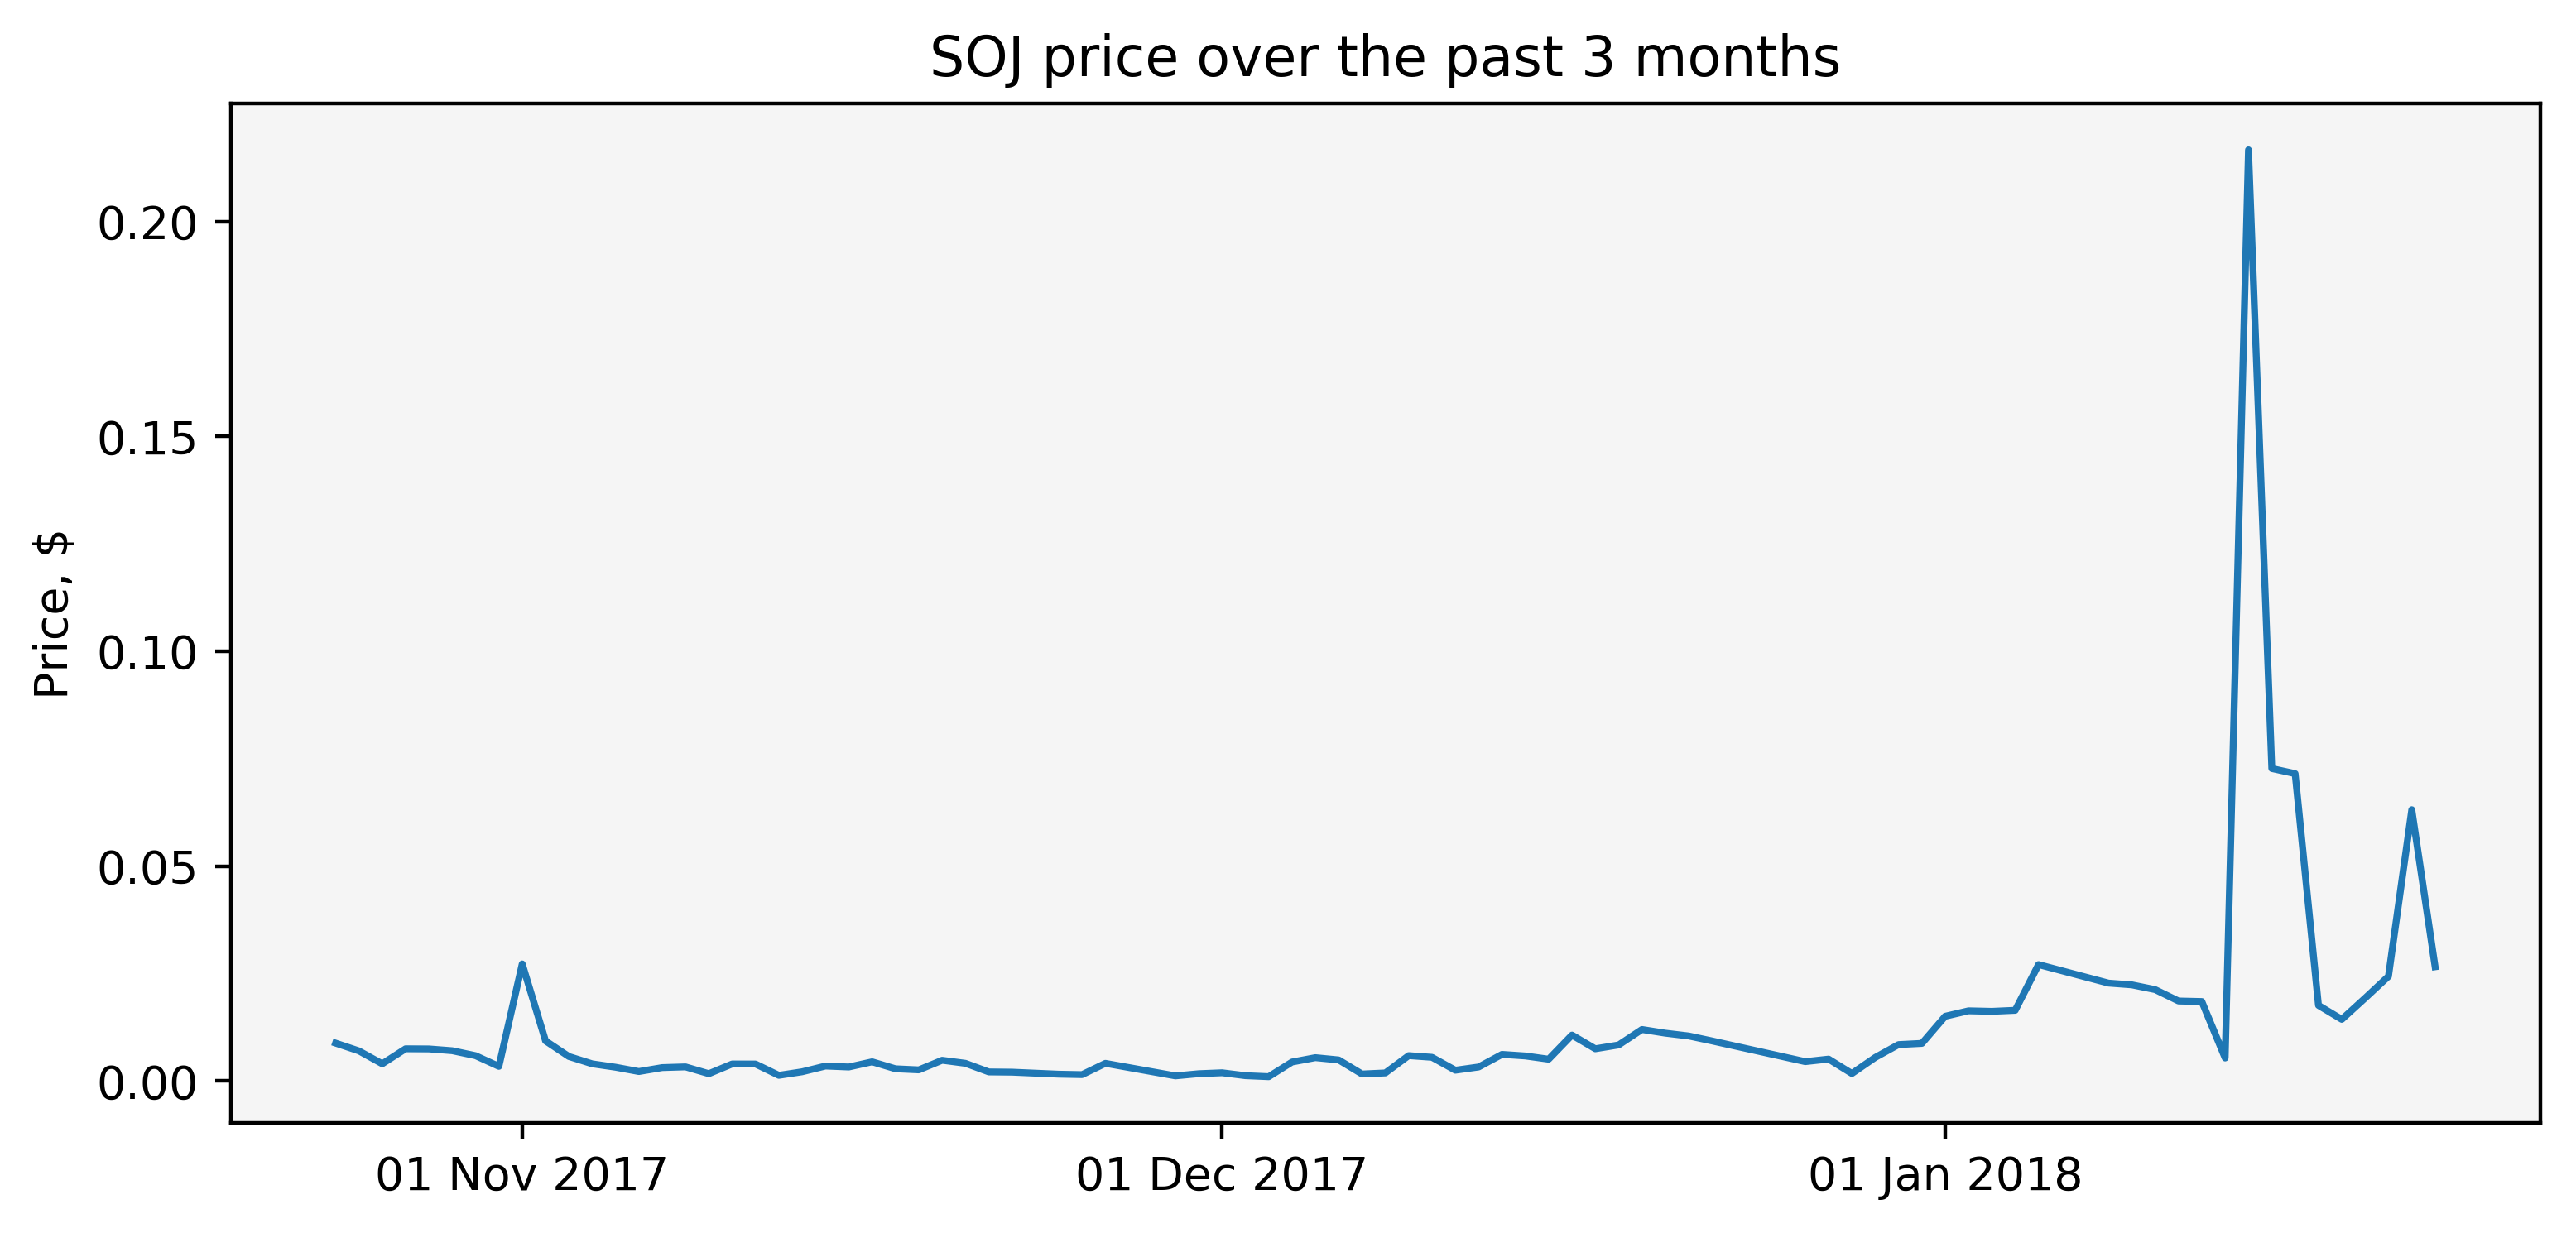 SOJ price over the past 3 months
Price, $
0.20
0.15
0.10
0.05
0.00
01 Nov 2017
01 Dec 2017
01 Jan 2018